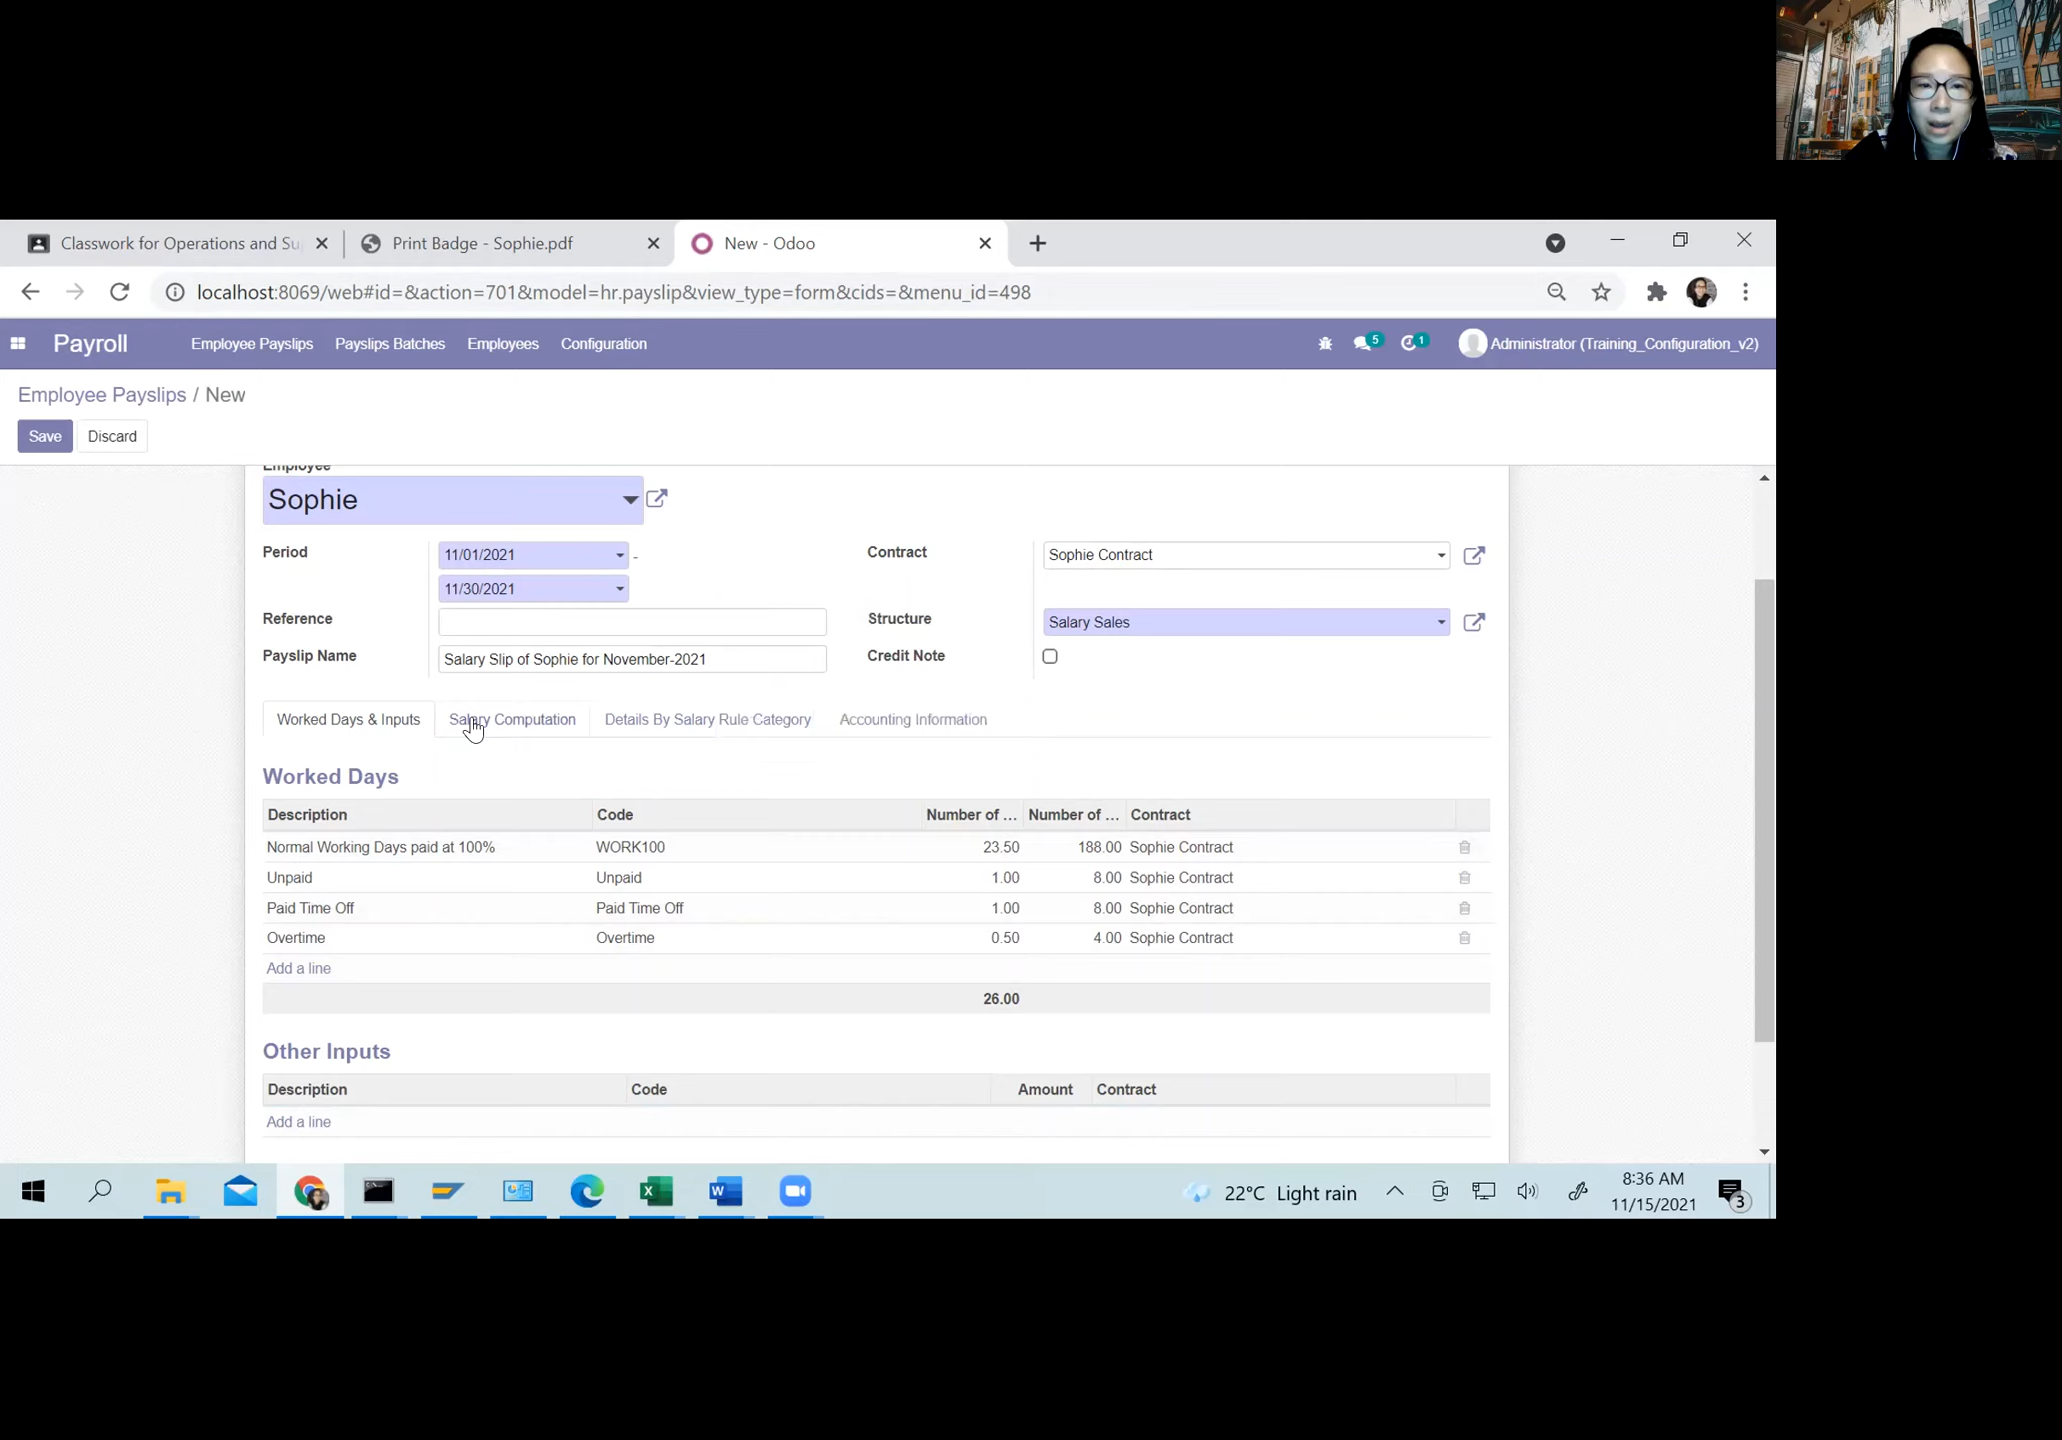 Classwork for Operations and Su
Print Badge - Sophie.pdf
New - Odoo
localhost:8069/web#id=&action=701&model=hr.payslip&view_type=form&cids=&menu_id=498
Payroll
Employee Payslips
Payslips Batches
Employees
Configuration
5
1
Administrator (Training_Configuration_v2)
Employee Payslips / New
Save
Discard
Employee
Sophie
Period
11/01/2021
-
11/30/2021
Contract
Sophie Contract
Reference
Structure
Salary Sales
Payslip Name
Salary Slip of Sophie for November-2021
Credit Note
Worked Days & Inputs
Salary Computation
Details By Salary Rule Category
Accounting Information
Worked Days
Description Code Number of ... Number of ... Contract
Normal Working Days paid at 100% WORK100 23.50 188.00 Sophie Contract
Unpaid Unpaid 1.00 8.00 Sophie Contract
Paid Time Off Paid Time Off 1.00 8.00 Sophie Contract
Overtime Overtime 0.50 4.00 Sophie Contract
Add a line
26.00
Other Inputs
Description Code Amount Contract
Add a line
22°C Light rain
8:36 AM
11/15/2021
3